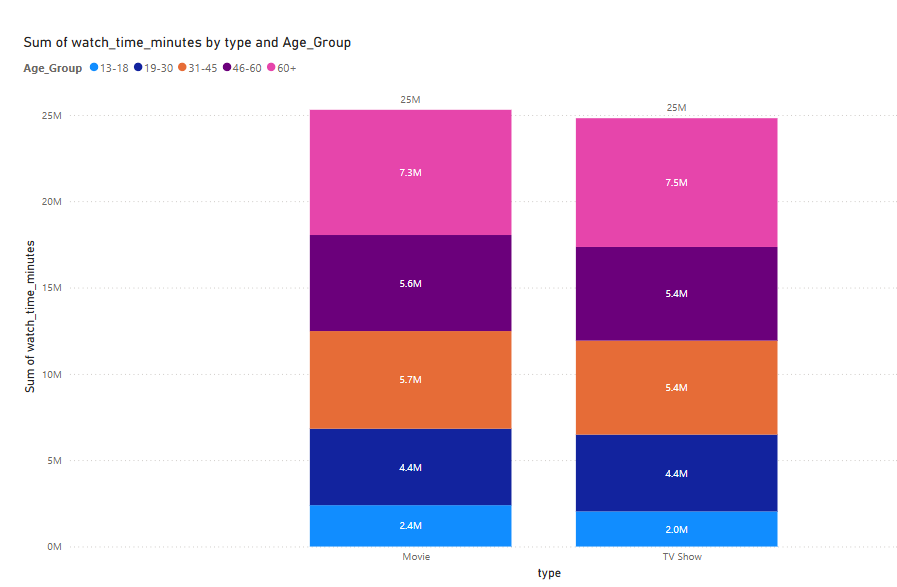 Sum of watch_time_minutes by type and Age_Group
Age_Group 13-18 19-30 31-45 46-60 60+
25M 25M
25M
7.3M 7.5M
20M
5.6M 5.4M
15M
5.7M 5.4M
10M
4.4M 4.4M
5M
2.4M 2.0M
0M
Sum of watch_time_minutes
Movie TV Show
type